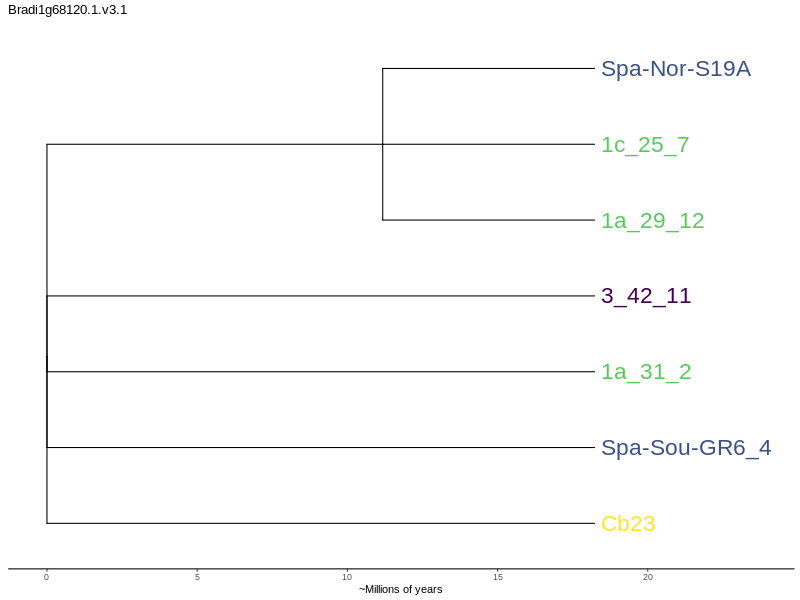 Bradi1g68120.1.v3.1
Spa-Nor-S19A
1c_25_7
1a_29_12
3_42_11
1a_31_2
Spa-Sou-GR6_4
Cb23
0 5 10 15 20
~Millions of years